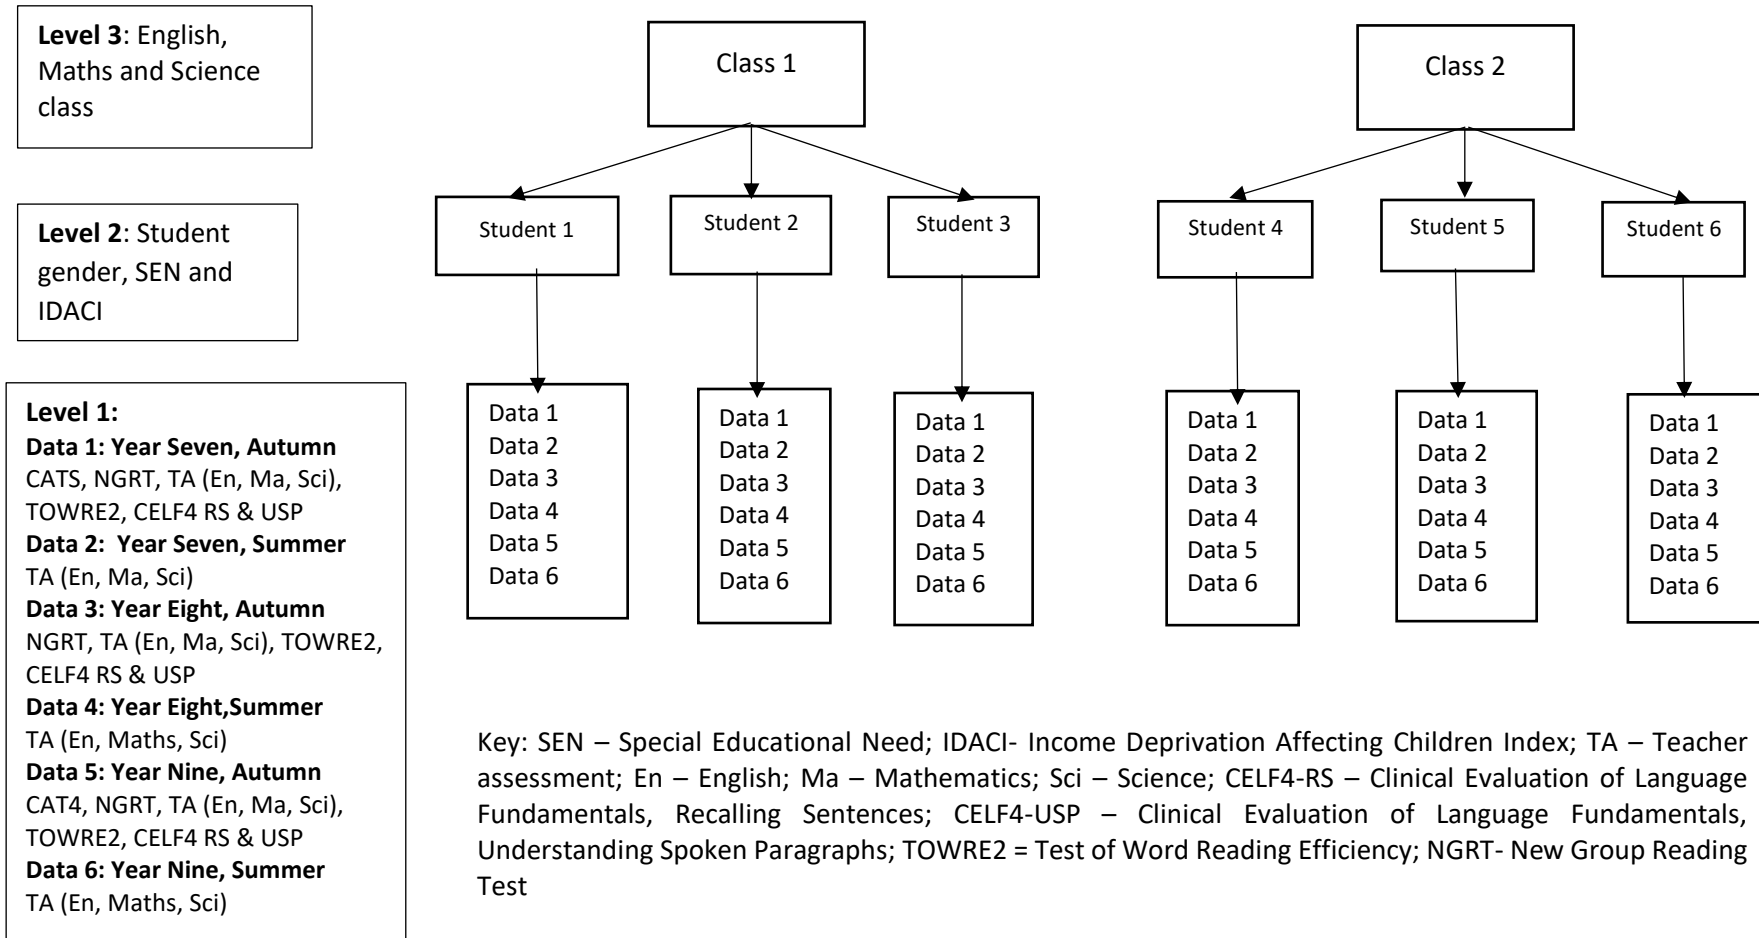 Level 3: English,
Maths and Science
class
Class 1
Class 2
Level 2: Student
gender, SEN and
IDACI
Student 1
Student 2
Student 3
Student 4
Student 5
Student 6
Level 1:
Data 1: Year Seven, Autumn
CATS, NGRT, TA (En, Ma, Sci),
TOWRE2, CELF4 RS & USP
Data 2:  Year Seven, Summer
TA (En, Ma, Sci)
Data 3: Year Eight, Autumn
NGRT, TA (En, Ma, Sci), TOWRE2,
CELF4 RS & USP
Data 4: Year Eight,Summer
TA (En, Maths, Sci)
Data 5: Year Nine, Autumn
CAT4, NGRT, TA (En, Ma, Sci),
TOWRE2, CELF4 RS & USP
Data 6: Year Nine, Summer
TA (En, Maths, Sci)
Data 1
Data 2
Data 3
Data 4
Data 5
Data 6
Data 1
Data 2
Data 3
Data 4
Data 5
Data 6
Data 1
Data 2
Data 3
Data 4
Data 5
Data 6
Data 1
Data 2
Data 3
Data 4
Data 5
Data 6
Data 1
Data 2
Data 3
Data 4
Data 5
Data 6
Data 1
Data 2
Data 3
Data 4
Data 5
Data 6
Key: SEN – Special Educational Need; IDACI- Income Deprivation Affecting Children Index; TA – Teacher
assessment; En – English; Ma – Mathematics; Sci – Science; CELF4-RS – Clinical Evaluation of Language
Fundamentals, Recalling Sentences; CELF4-USP – Clinical Evaluation of Language Fundamentals,
Understanding Spoken Paragraphs; TOWRE2 = Test of Word Reading Efficiency; NGRT- New Group Reading
Test